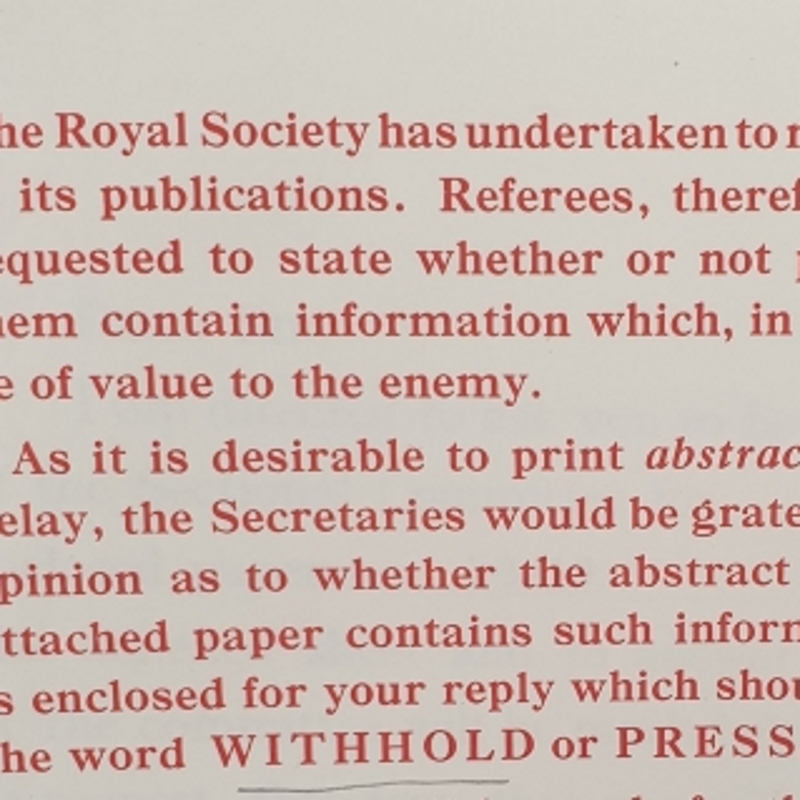 he Royal Society has undertaken to
its publications. Referees, theref
equested to state whether or not
hem contain information which, in
e of value to the enemy.
As it is desirable to print abstrac
elay, the Secretaries would be grate
pinion as to whether the abstract
ttached paper contains such inform
s enclosed for your reply which shou
he word WITHHOLD or PRESS